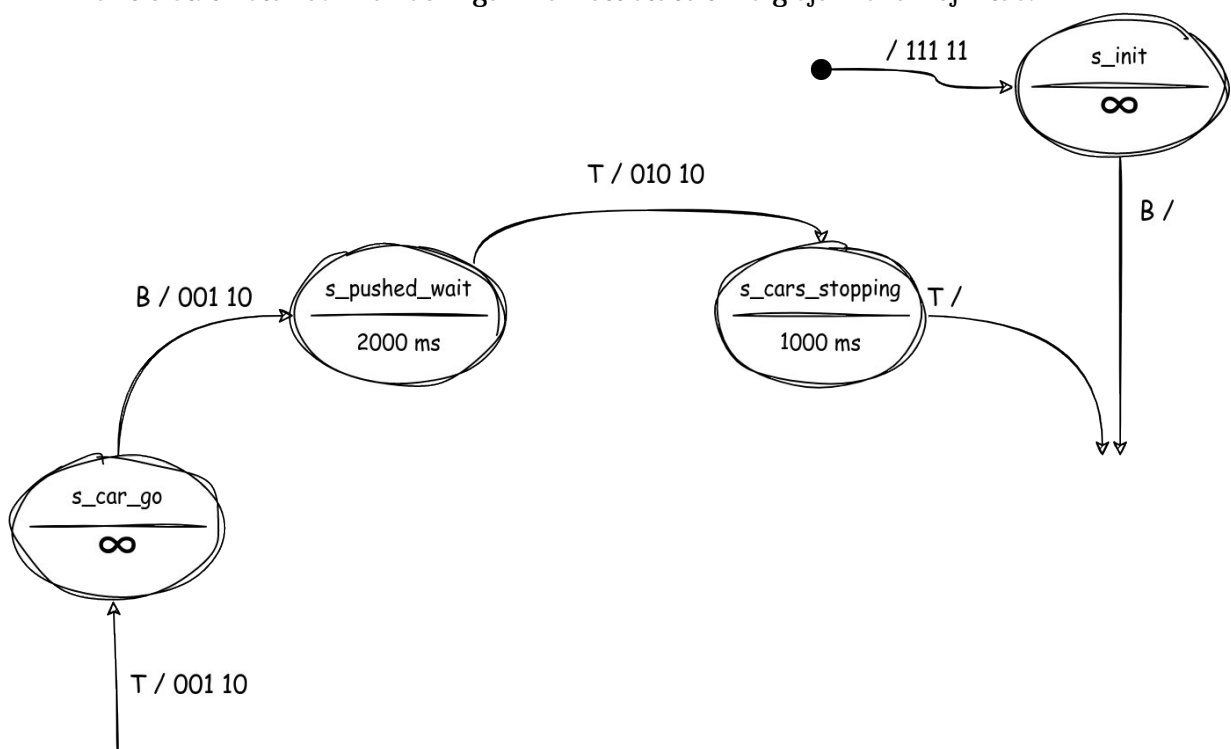 / 111 11
s_init
∞
T / 010 10
B /
s_pushed_wait
2000 ms
s_cars_stopping
1000 ms
T /
B / 001 10
s_car_go
∞
T / 001 10